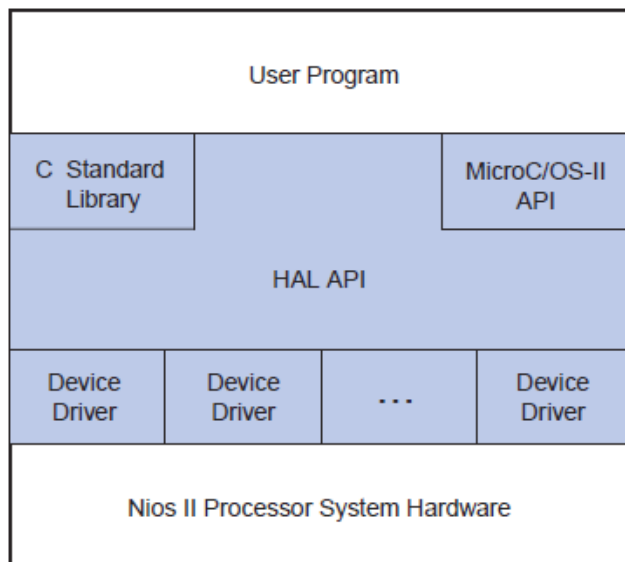 User Program
C Standard
Library
MicroC/OS-II
API
HAL API
Device
Driver
Device
Driver
...
Device
Driver
Nios II Processor System Hardware